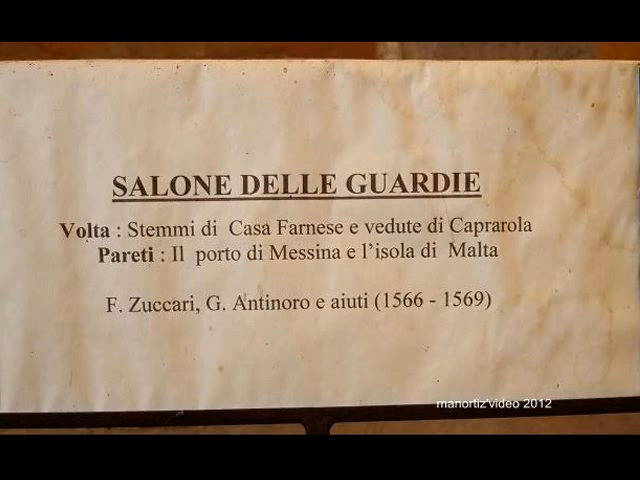 SALONE DELLE GUARDIE
Volta : Stemmi di Casa Farnese e vedute di Caprarola
Pareti : Il porto di Messina e l'isola di Malta
F. Zuccari, G. Antinoro e aiuti (1566 - 1569)
manortiz'video 2012